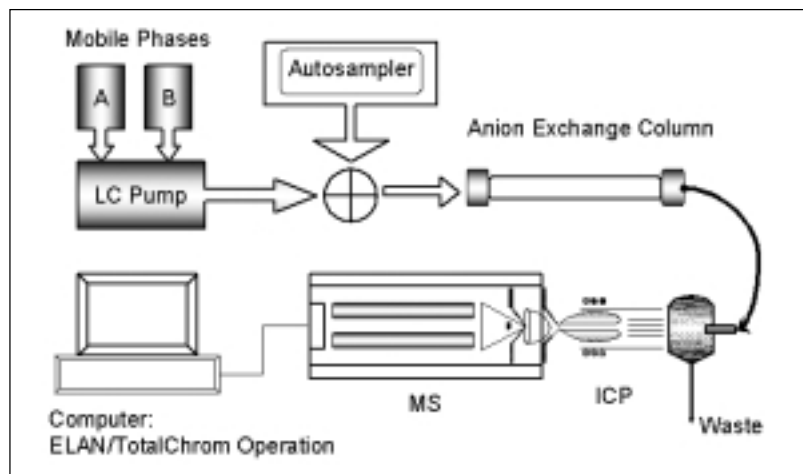 Mobile Phases
A
B
Autosampler
Anion Exchange Column
LC Pump
MS
ICP
Waste
Computer:
ELAN/TotalChrom Operation